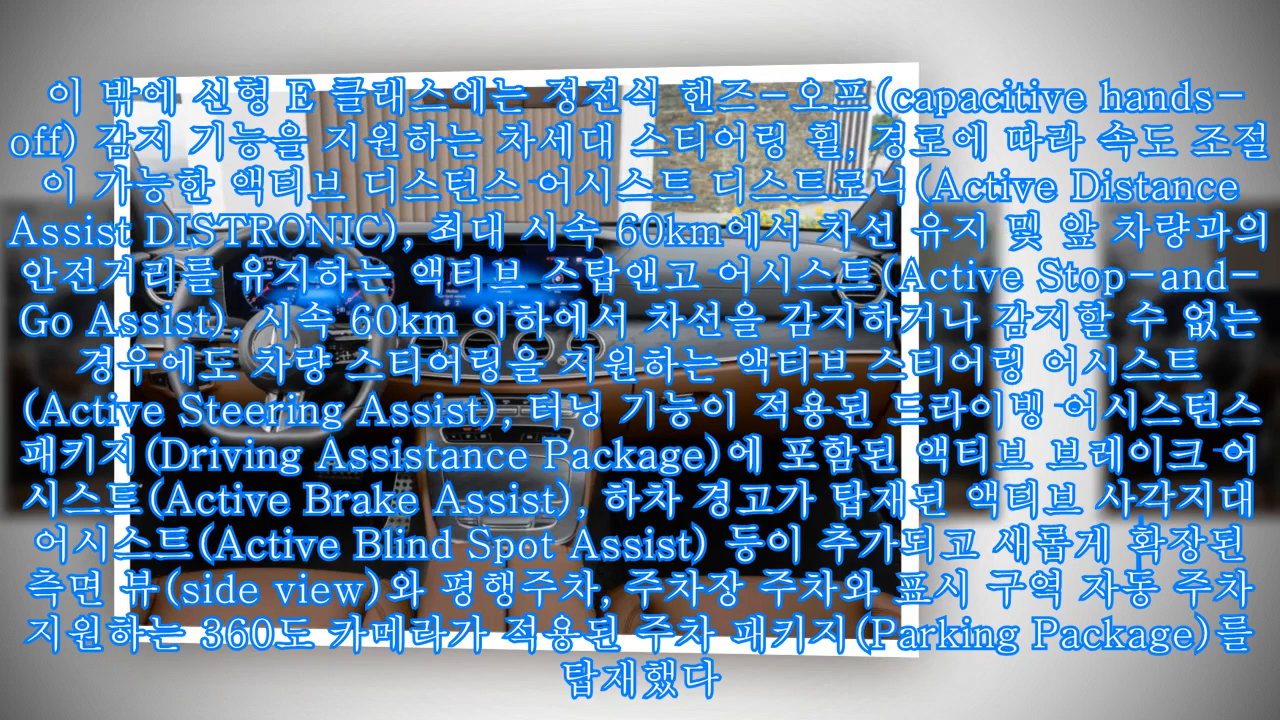 이 밖에 신형 E 클래스에는 정전식 핸즈-오프(capacitive hands-
off) 감지 기능을 지원하는 차세대 스티어링 휠, 경로에 따라 속도 조절
이 가능한 액티브 디스턴스 어시스트 디스트로닉(Active Distance
Assist DISTRONIC), 최대 시속 60km에서 차선 유지 및 앞 차량과의
안전거리를 유지하는 액티브 스탑앤고 어시스트(Active Stop-and-
Go Assist), 시속 60km 이하에서 차선을 감지하거나 감지할 수 없는
경우에도 차량 스티어링을 지원하는 액티브 스티어링 어시스트
(Active Steering Assist), 터닝 기능이 적용된 드라이빙 어시스턴스
패키지(Driving Assistance Package)에 포함된 액티브 브레이크 어
시스트(Active Brake Assist), 하차 경고가 탑재된 액티브 사각지대
어시스트(Active Blind Spot Assist) 등이 추가되고 새롭게 확장된
측면 뷰(side view)와 평행주차, 주차장 주차와 표시 구역 자동 주차
지원하는 360도 카메라가 적용된 주차 패키지(Parking Package)를
탑재했다